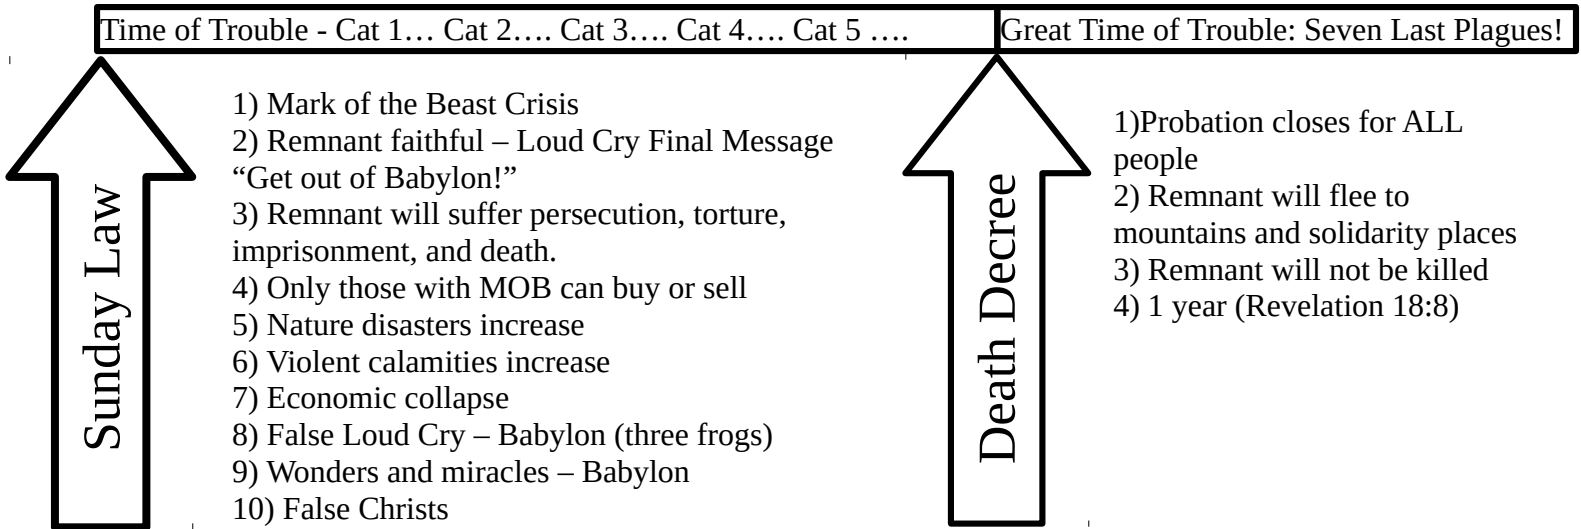 Time of Trouble - Cat 1… Cat 2…. Cat 3…. Cat 4…. Cat 5 ….
Great Time of Trouble: Seven Last Plagues!
Sunday Law
1) Mark of the Beast Crisis
2) Remnant faithful – Loud Cry Final Message
“Get out of Babylon!”
3) Remnant will suffer persecution, torture,
imprisonment, and death.
4) Only those with MOB can buy or sell
5) Nature disasters increase
6) Violent calamities increase
7) Economic collapse
8) False Loud Cry – Babylon (three frogs)
9) Wonders and miracles – Babylon
10) False Christs
Death Decree
1)Probation closes for ALL
people
2) Remnant will flee to
mountains and solidarity places
3) Remnant will not be killed
4) 1 year (Revelation 18:8)